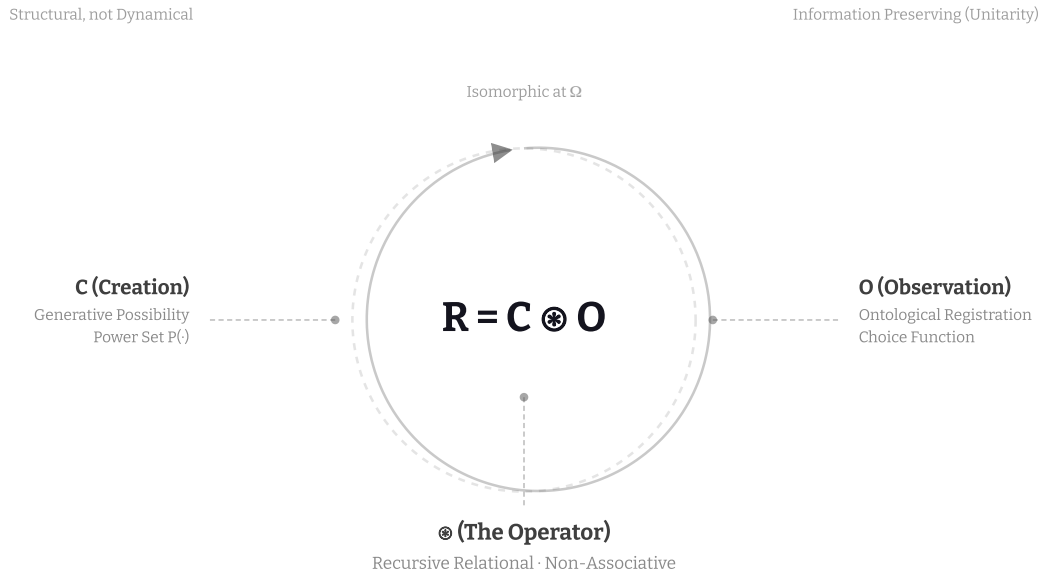 Structural, not Dynamical
Information Preserving (Unitarity)
Isomorphic at Ω
C (Creation)
Generative Possibility
Power Set P(·)
R = C ⊛ O
O (Observation)
Ontological Registration
Choice Function
⊛ (The Operator)
Recursive Relational · Non-Associative